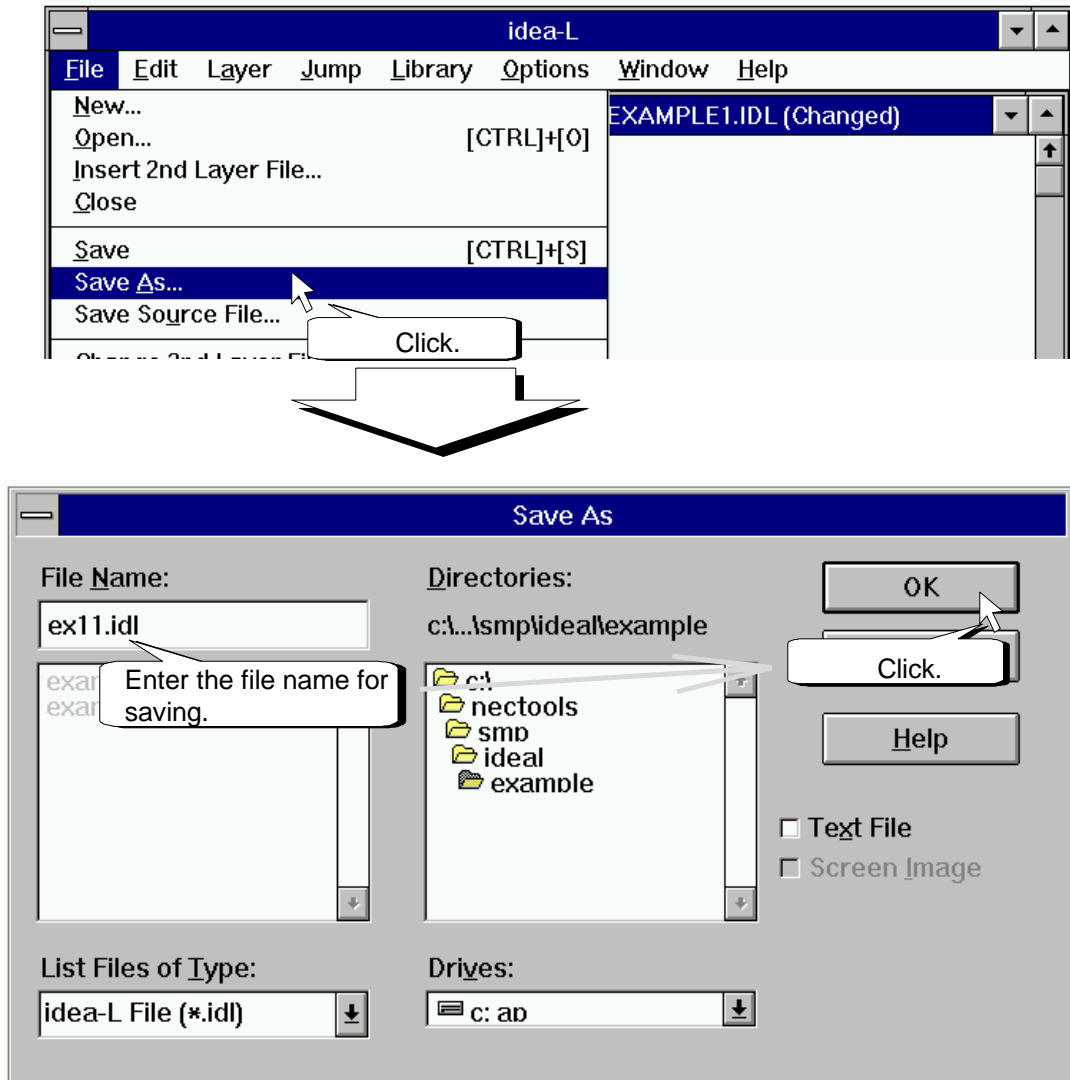 idea-L
File Edit Layer Jump Library Options Window Help
New...
Open... [CTRL]+[O]
Insert 2nd Layer File...
Close
Save [CTRL]+[S]
Save As...
Save Source File...
Click.
EXAMPLE1.IDL (Changed)
Save As
File Name:
ex11.idl
Enter the file name for
saving.
List Files of Type:
idea-L File (*.idl)
Directories:
c:\...\smp\ideal\example
c:\
nectools
smp
ideal
example
Drives:
c: ap
OK
Click.
Help
Text File
Screen Image